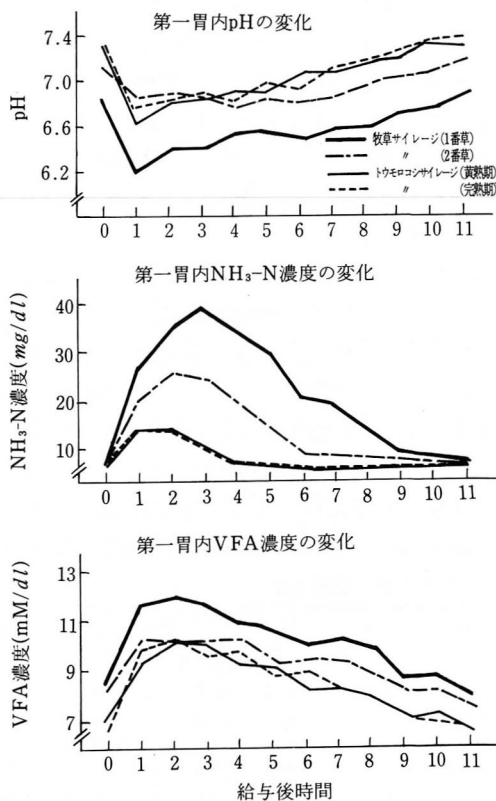 第一胃内pHの変化
pH
7.4
7.0
6.6
6.2
牧草サイレージ(1番草)
〃 (2番草)
トウモロコシサイレージ(黄熟期)
〃 (完熟期)
0 1 2 3 4 5 6 7 8 9 10 11
第一胃内NH₃-N濃度の変化
NH₃-N濃度(mg/dl)
40
30
20
10
0 1 2 3 4 5 6 7 8 9 10 11
第一胃内VFA濃度の変化
VFA濃度(mM/dl)
13
11
9
7
0 1 2 3 4 5 6 7 8 9 10 11
給与後時間